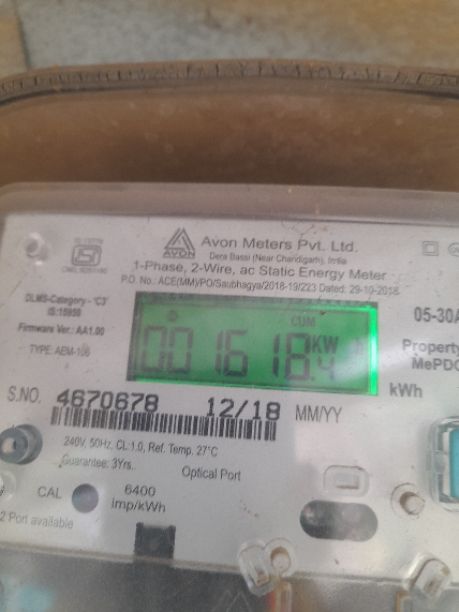 AVON
Avon Meters Pvt. Ltd.
Dera Bassi (Near Chandigarh), India
1-Phase, 2-Wire, ac Static Energy Meter
P.O. No.: ACE(MM)/PO/Saubhagya/2018-19/223 Dated: 29-10-2018
DLMS-Category - 'C3'
IS:15959
Firmware Ver.: AA1.00
TYPE: AEM-106
CUM
001618.4 KW
05-30A
Property
MePDC
kWh
S.NO. 4670678 12/18 MM/YY
240V, 50Hz, CL:1.0, Ref. Temp. 27°C
Guarantee: 3Yrs..
Optical Port
CAL
6400
imp/kWh
2 Port available